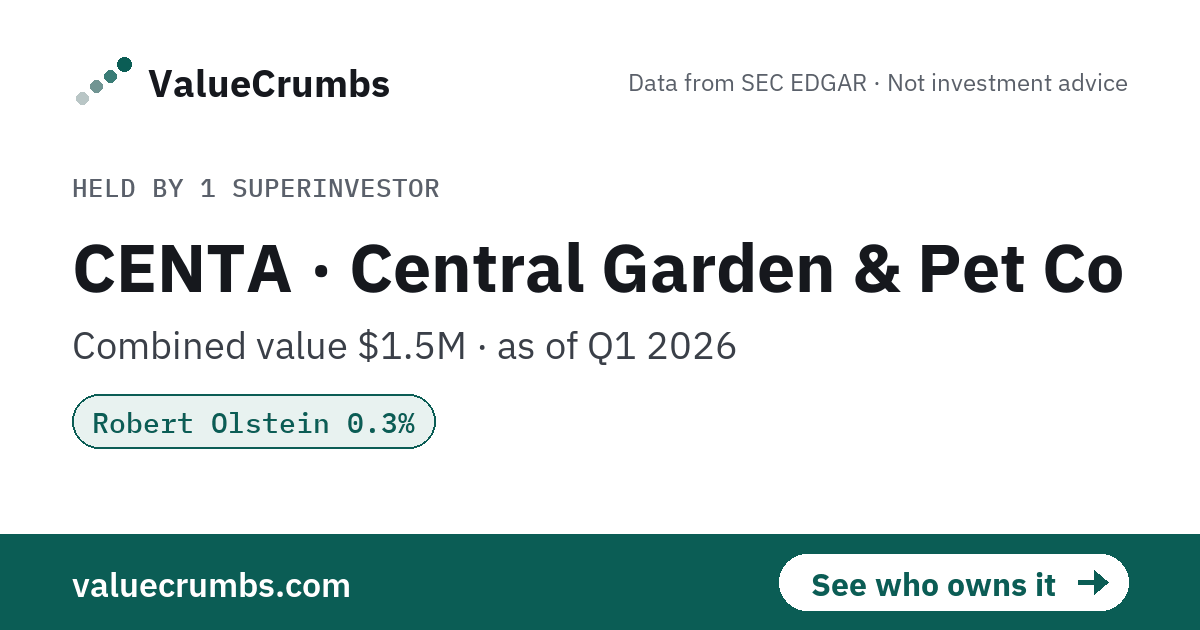 ValueCrumbs
Data from SEC EDGAR · Not investment advice
HELD BY 1 SUPERINVESTOR
CENTA · Central Garden & Pet Co
Combined value $1.5M · as of Q1 2026
Robert Olstein 0.3%
valuecrumbs.com
See who owns it →